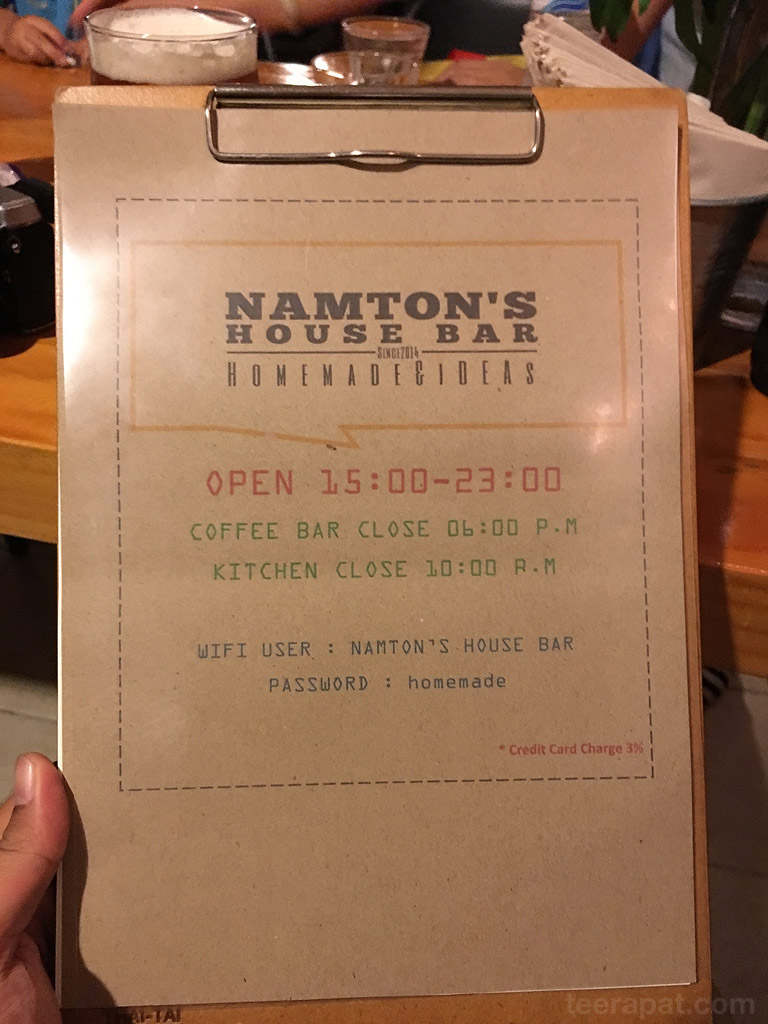 NAMTON'S
HOUSE BAR
SINCE2014
HOMEMADE&IDEAS
OPEN 15:00-23:00
COFFEE BAR CLOSE 06:00 P.M
KITCHEN CLOSE 10:00 A.M
WIFI USER : NAMTON'S HOUSE BAR
PASSWORD : homemade
* Credit Card Charge 3%
teerapat.com